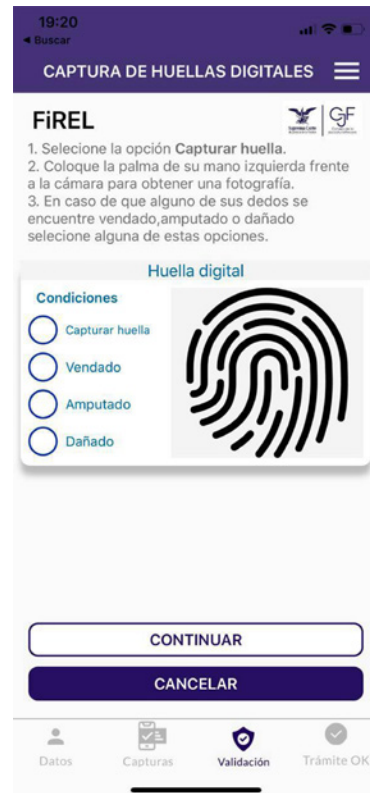 19:20
◀ Buscar
CAPTURA DE HUELLAS DIGITALES
FiREL
1. Selecione la opción Capturar huella.
2. Coloque la palma de su mano izquierda frente
a la cámara para obtener una fotografía.
3. En caso de que alguno de sus dedos se
encuentre vendado,amputado o dañado
selecione alguna de estas opciones.
Huella digital
Condiciones
Capturar huella
Vendado
Amputado
Dañado
CONTINUAR
CANCELAR
Datos
Capturas
Validación
Trámite OK